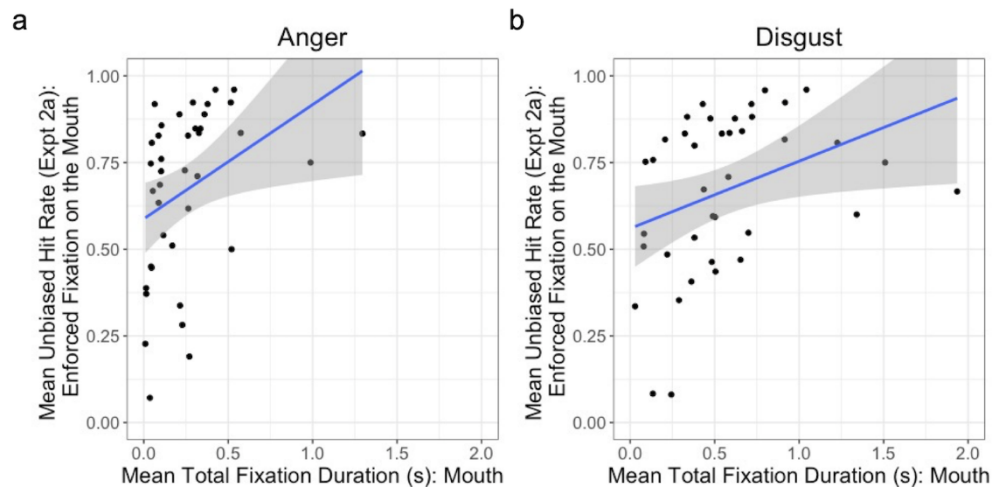 a
Anger
Mean Unbiased Hit Rate (Expt 2a):
Enforced Fixation on the Mouth
1.00
0.75
0.50
0.25
0.00
0.0 0.5 1.0 1.5 2.0
Mean Total Fixation Duration (s): Mouth
b
Disgust
Mean Unbiased Hit Rate (Expt 2a):
Enforced Fixation on the Mouth
1.00
0.75
0.50
0.25
0.00
0.0 0.5 1.0 1.5 2.0
Mean Total Fixation Duration (s): Mouth